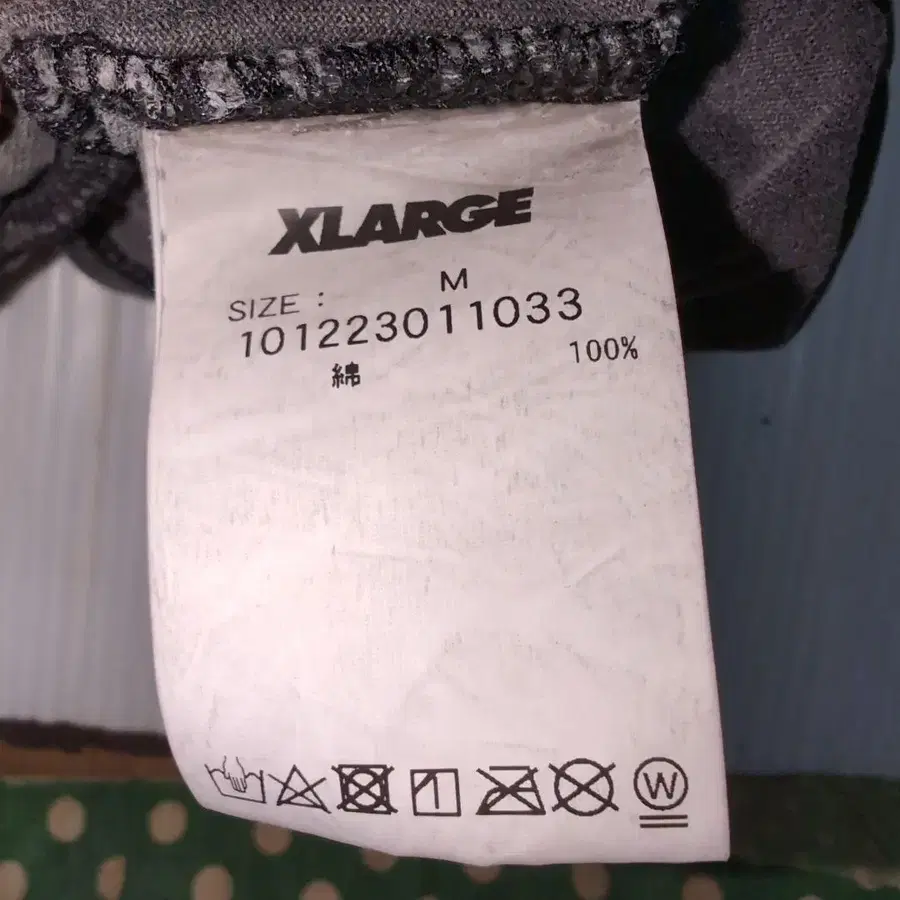 XLARGE
SIZE : M
101223011033
綿 100%
W